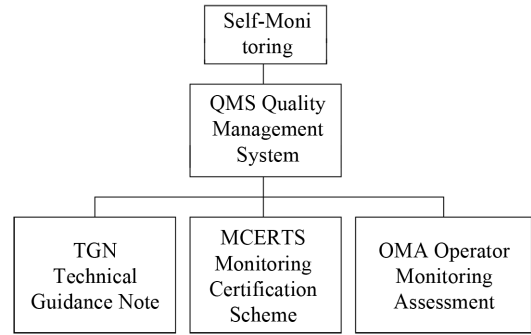 Self-Moni
toring
QMS Quality
Management
System
TGN
Technical
Guidance Note
MCERTS
Monitoring
Certification
Scheme
OMA Operator
Monitoring
Assessment